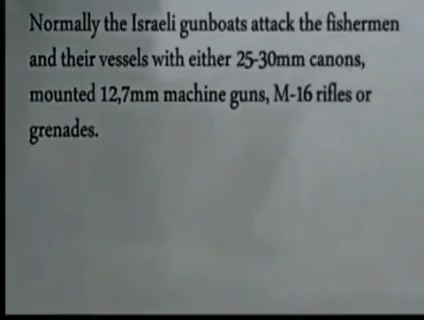 Normally the Israeli gunboats attack the fishermen
and their vessels with either 25-30mm canons,
mounted 12,7mm machine guns, M-16 rifles or
grenades.